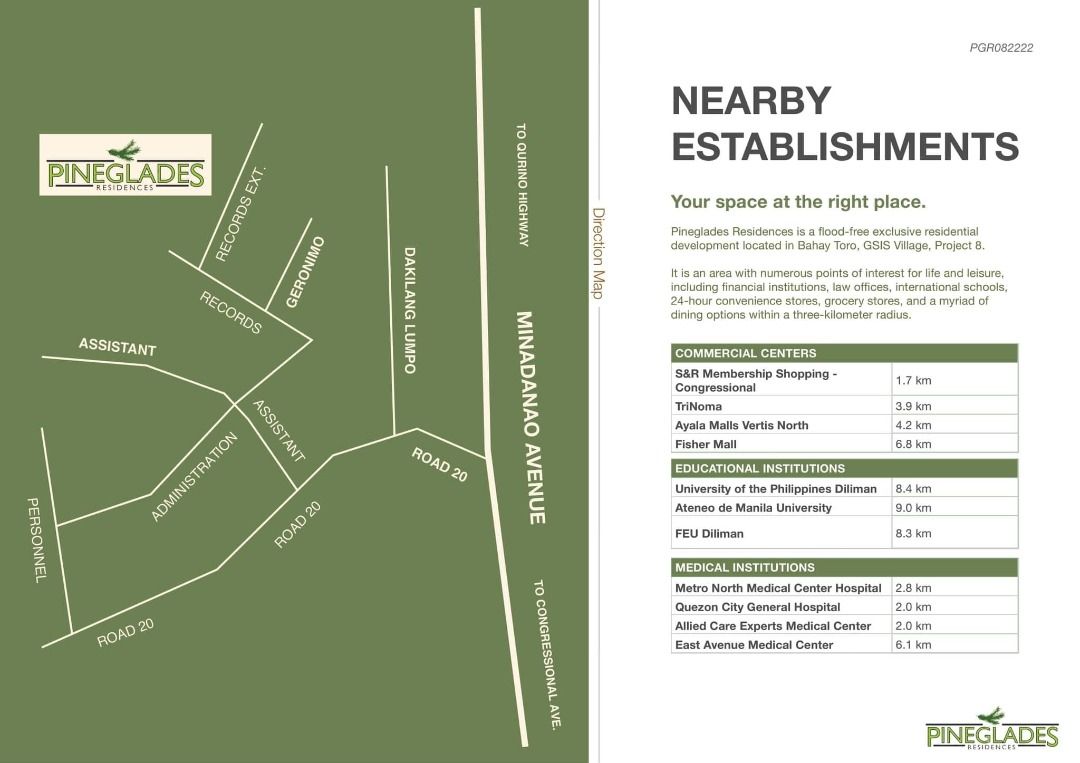 PINEGLADES
RESIDENCES
RECORDS EXT.
GERONIMO
RECORDS
DAKILANG LUMPO
ASSISTANT
ASSISTANT
ADMINISTRATION
PERSONNEL
ROAD 20
ROAD 20
ROAD 20
TO QURINO HIGHWAY
MINADANAO AVENUE
TO CONGRESSIONAL AVE.
Direction Map
PGR082222
NEARBY
ESTABLISHMENTS
Your space at the right place.
Pineglades Residences is a flood-free exclusive residential
development located in Bahay Toro, GSIS Village, Project 8.
It is an area with numerous points of interest for life and leisure,
including financial institutions, law offices, international schools,
24-hour convenience stores, grocery stores, and a myriad of
dining options within a three-kilometer radius.
COMMERCIAL CENTERS
S&R Membership Shopping -
Congressional 1.7 km
TriNoma 3.9 km
Ayala Malls Vertis North 4.2 km
Fisher Mall 6.8 km
EDUCATIONAL INSTITUTIONS
University of the Philippines Diliman 8.4 km
Ateneo de Manila University 9.0 km
FEU Diliman 8.3 km
MEDICAL INSTITUTIONS
Metro North Medical Center Hospital 2.8 km
Quezon City General Hospital 2.0 km
Allied Care Experts Medical Center 2.0 km
East Avenue Medical Center 6.1 km
PINEGLADES
RESIDENCES